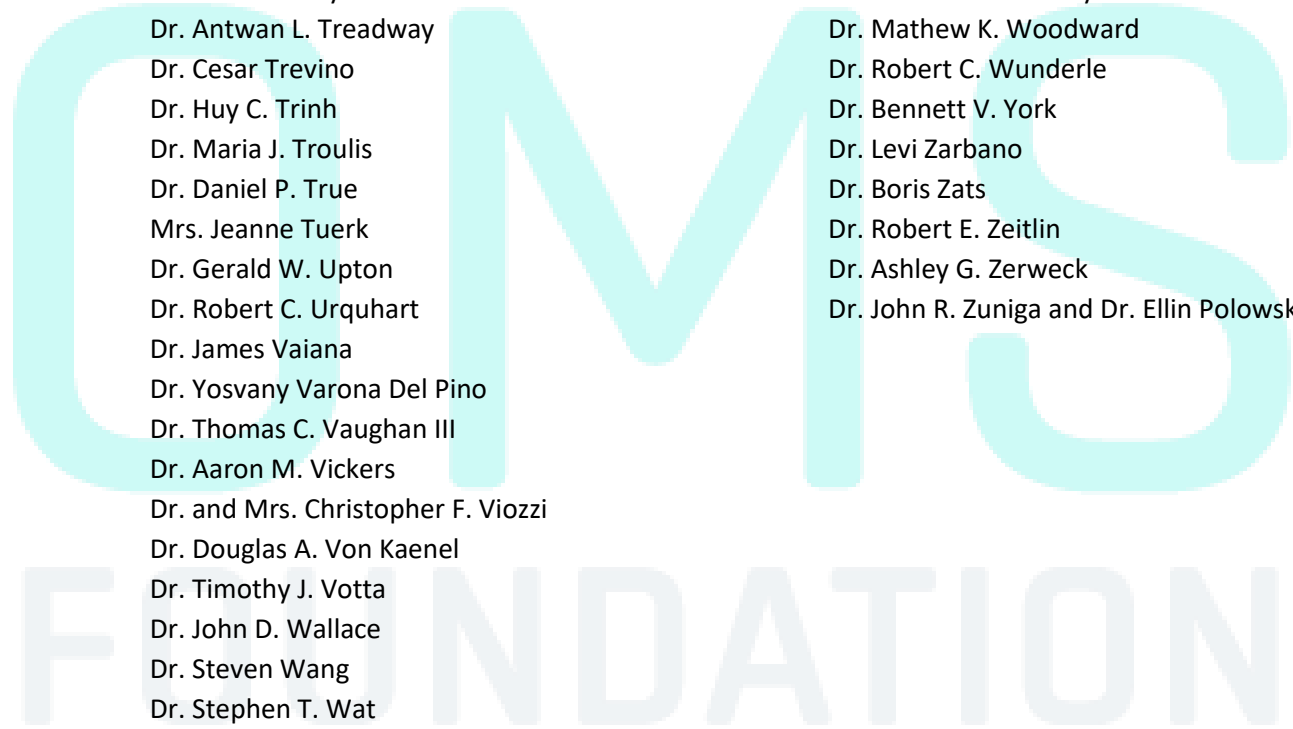 Dr. Antwan L. Treadway
Dr. Cesar Trevino
Dr. Huy C. Trinh
Dr. Maria J. Troulis
Dr. Daniel P. True
Mrs. Jeanne Tuerk
Dr. Gerald W. Upton
Dr. Robert C. Urquhart
Dr. James Vaiana
Dr. Yosvany Varona Del Pino
Dr. Thomas C. Vaughan III
Dr. Aaron M. Vickers
Dr. and Mrs. Christopher F. Viozzi
Dr. Douglas A. Von Kaenel
Dr. Timothy J. Votta
Dr. John D. Wallace
Dr. Steven Wang
Dr. Stephen T. Wat
Dr. Mathew K. Woodward
Dr. Robert C. Wunderle
Dr. Bennett V. York
Dr. Levi Zarbano
Dr. Boris Zats
Dr. Robert E. Zeitlin
Dr. Ashley G. Zerweck
Dr. John R. Zuniga and Dr. Ellin Polowsk
OMS
FOUNDATION